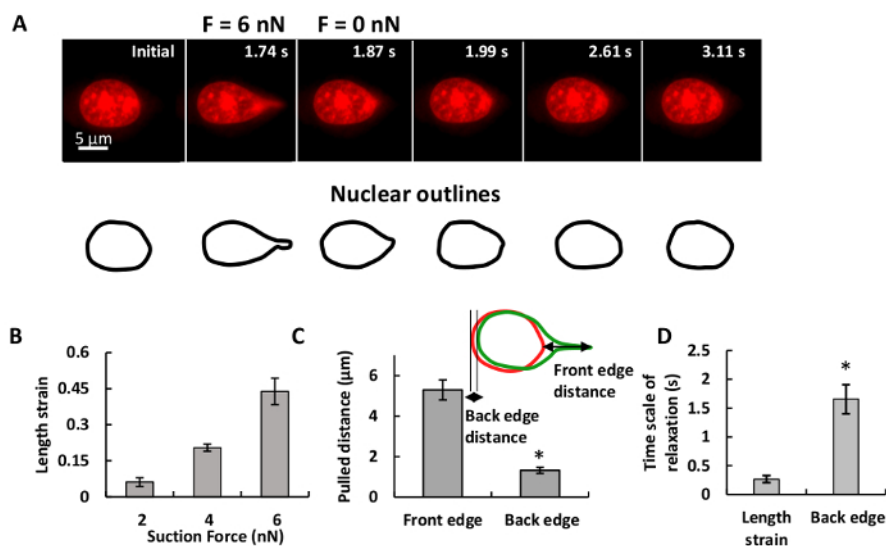 A
F = 6 nN
F = 0 nN
Initial
1.74 s
1.87 s
1.99 s
2.61 s
3.11 s
5 µm
Nuclear outlines
B
0.6
0.45
0.3
0.15
0
Length strain
2
4
6
Suction Force (nN)
C
6
4
2
0
Pulled distance (µm)
Front edge
distance
Back edge
distance
*
Front edge
Back edge
D
2.5
2
1.5
1
0.5
0
Time scale of
relaxation (s)
*
Length
strain
Back edge